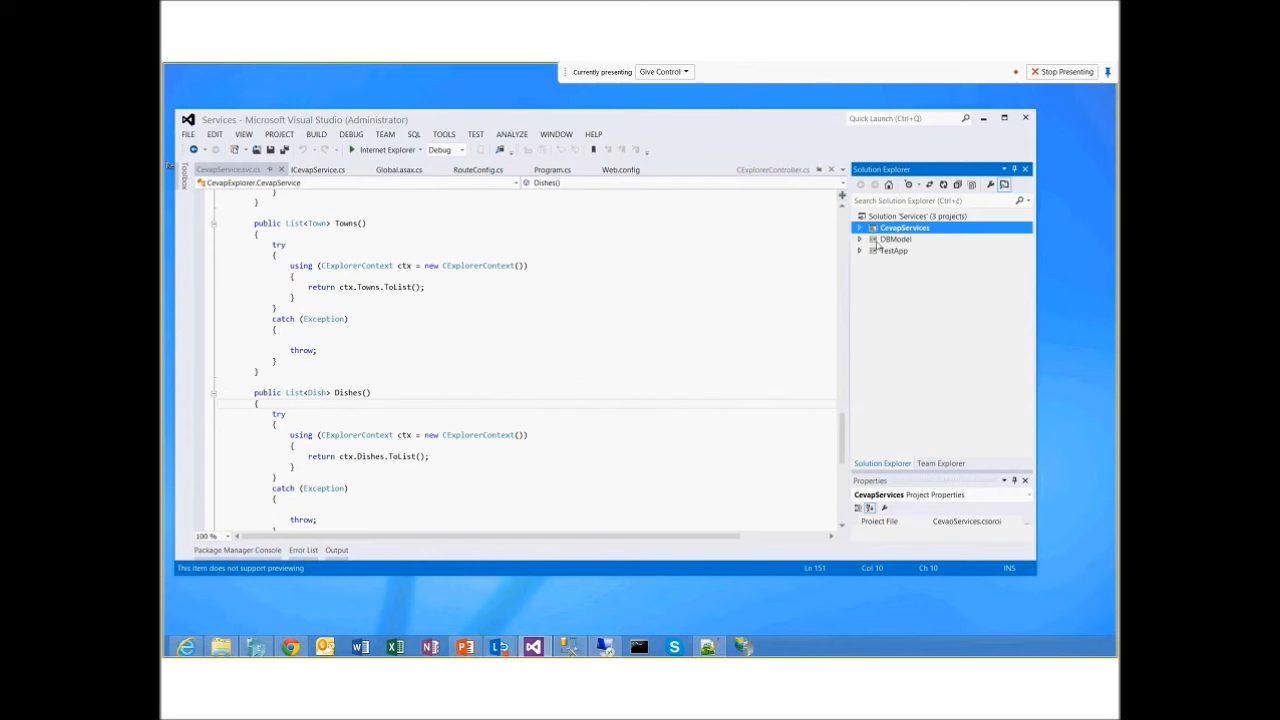 Currently presenting Give Control Stop Presenting
Services - Microsoft Visual Studio (Administrator)
Quick Launch (Ctrl+Q)
FILE EDIT VIEW PROJECT BUILD DEBUG TEAM SQL TOOLS TEST ANALYZE WINDOW HELP
Internet Explorer Debug
CevapService.svc.cs ICevapService.cs Global.asax.cs RouteConfig.cs Program.cs Web.config CExplorerController.cs
CevapExplorer.CevapService Dishes()
Toolbox
}
}
public List<Town> Towns()
{
try
{
using (CExplorerContext ctx = new CExplorerContext())
{
return ctx.Towns.ToList();
}
}
catch (Exception)
{
throw;
}
}
public List<Dish> Dishes()
{
try
{
using (CExplorerContext ctx = new CExplorerContext())
{
return ctx.Dishes.ToList();
}
}
catch (Exception)
{
throw;
}
100 %
Solution Explorer
Search Solution Explorer (Ctrl+č)
Solution 'Services' (3 projects)
CevapServices
DBModel
TestApp
Solution Explorer Team Explorer
Properties
CevapServices Project Properties
Project File CevapServices.csproj
Package Manager Console Error List Output
This item does not support previewing Ln 151 Col 10 Ch 10 INS